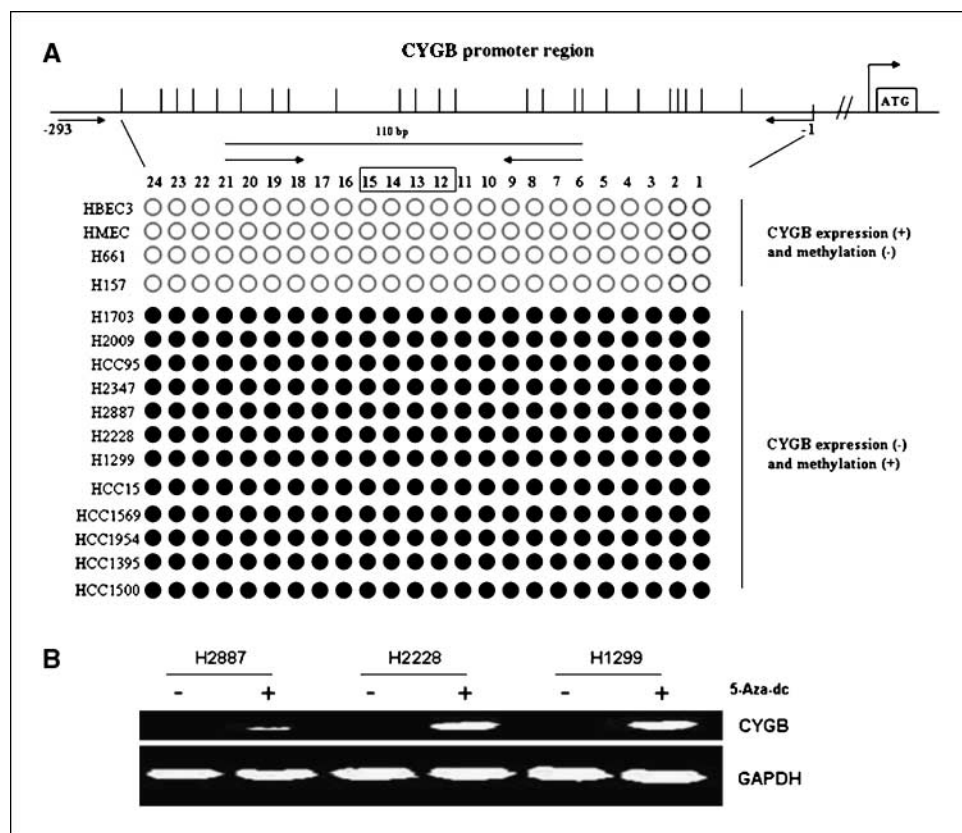 A
CYGB promoter region
ATG
-293
-1
110 bp
24 23 22 21 20 19 18 17 16 15 14 13 12 11 10 9 8 7 6 5 4 3 2 1
HBEC3
HMEC
H661
H157
CYGB expression (+)
and methylation (-)
H1703
H2009
HCC95
H2347
H2887
H2228
H1299
HCC15
HCC1569
HCC1954
HCC1395
HCC1500
CYGB expression (-)
and methylation (+)
B
H2887 H2228 H1299
- + - + - + 5-Aza-dc
CYGB
GAPDH